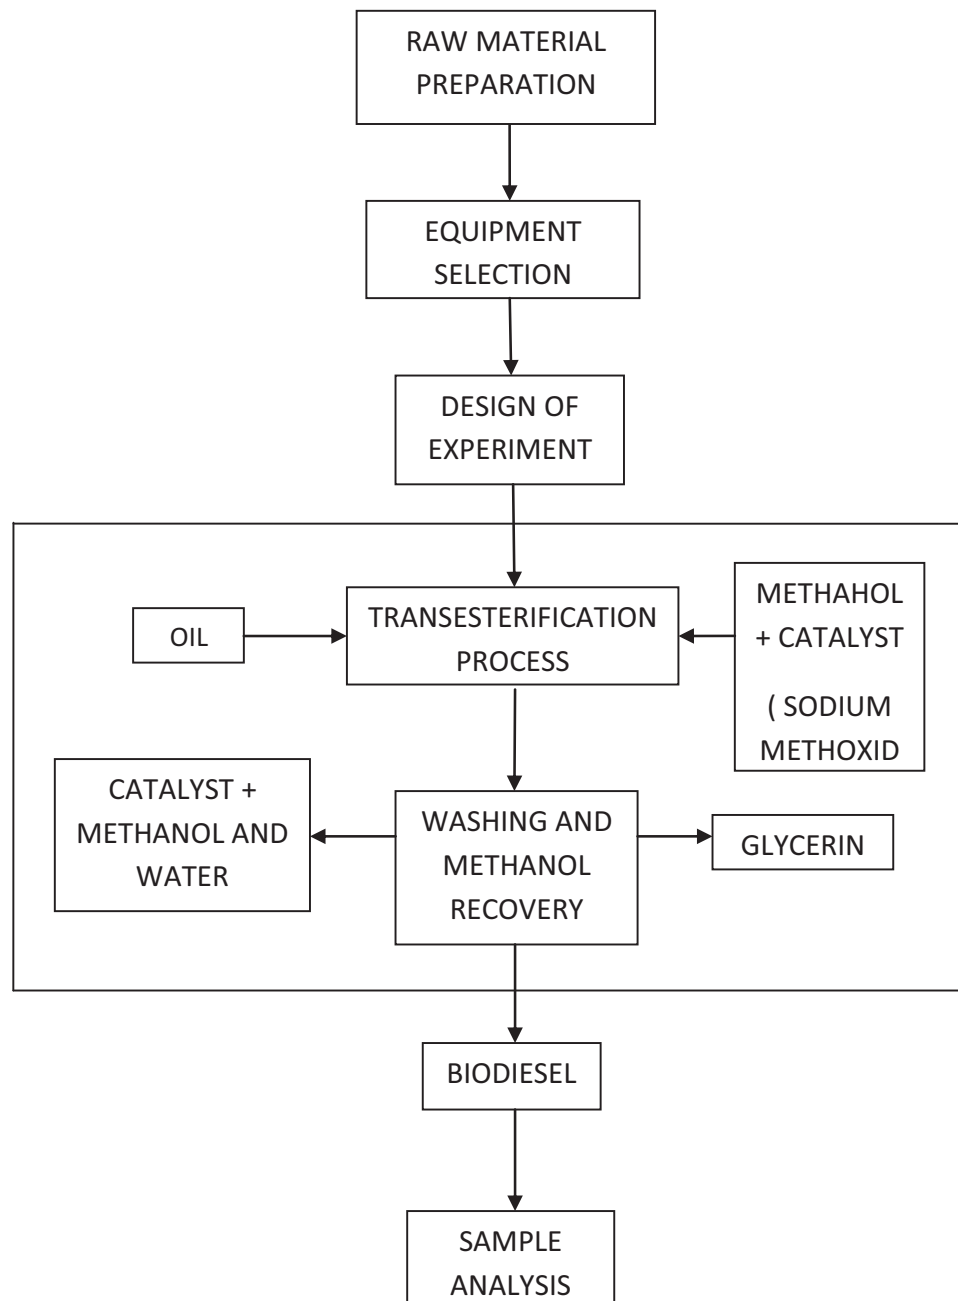 RAW MATERIAL
PREPARATION
EQUIPMENT
SELECTION
DESIGN OF
EXPERIMENT
OIL
TRANSESTERIFICATION
PROCESS
METHAHOL
+ CATALYST
( SODIUM
METHOXID
CATALYST +
METHANOL AND
WATER
WASHING AND
METHANOL
RECOVERY
GLYCERIN
BIODIESEL
SAMPLE
ANALYSIS